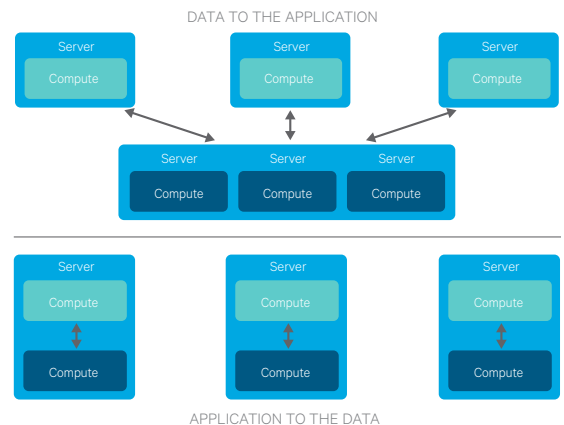 DATA TO THE APPLICATION
Server Server Server
Compute Compute Compute
Server Server Server
Compute Compute Compute
Server Server Server
Compute Compute Compute
Compute Compute Compute
APPLICATION TO THE DATA